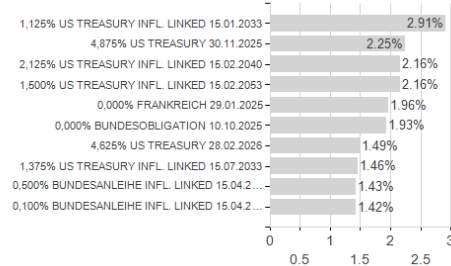 1,125% US TREASURY INFL. LINKED 15.01.2033 2.91%
4,875% US TREASURY 30.11.2025 2.25%
2,125% US TREASURY INFL. LINKED 15.02.2040 2.16%
1,500% US TREASURY INFL. LINKED 15.02.2053 2.16%
0,000% FRANKREICH 29.01.2025 1.96%
0,000% BUNDESOBLIGATION 10.10.2025 1.93%
4,625% US TREASURY 28.02.2026 1.49%
1,375% US TREASURY INFL. LINKED 15.07.2033 1.46%
0,500% BUNDESANLEIHE INFL. LINKED 15.04.2... 1.43%
0,100% BUNDESANLEIHE INFL. LINKED 15.04.2... 1.42%
0 1 2 3
0.5 1.5 2.5